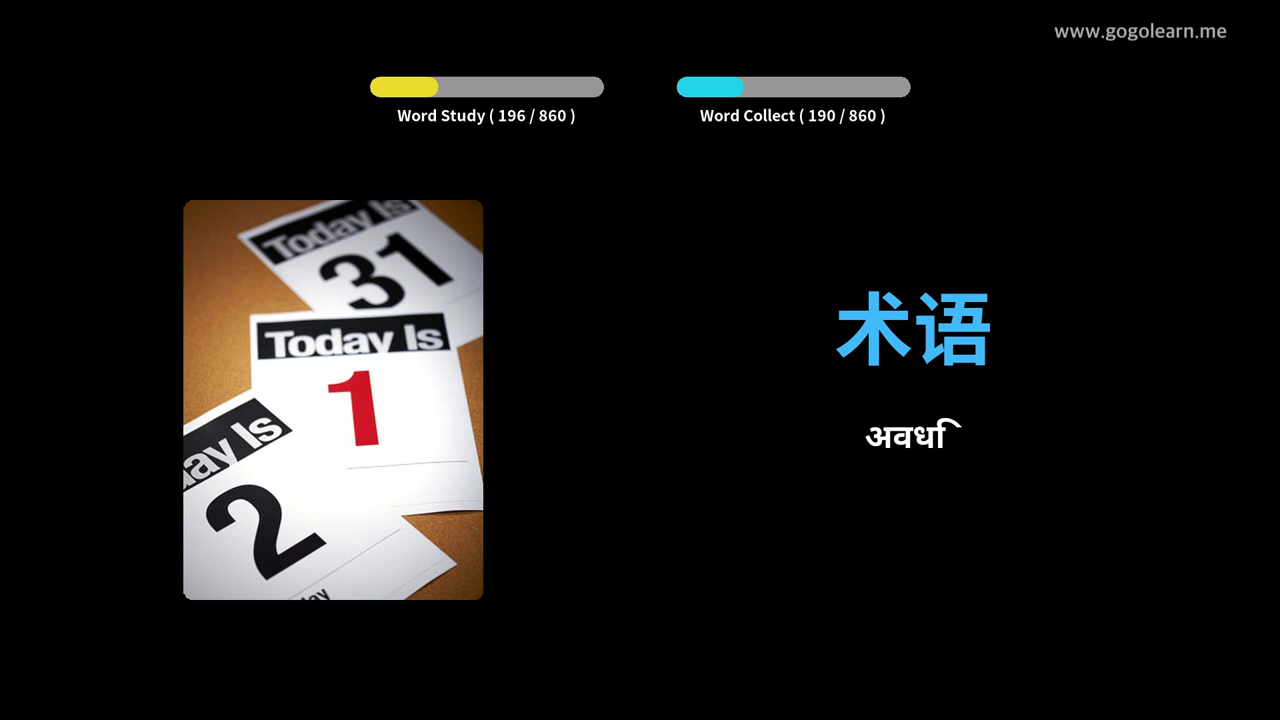 www.gogolearn.me
Word Study ( 196 / 860 )
Word Collect ( 190 / 860 )
Today Is
31
Today Is
1
ay Is
2
day
术语
अवधि